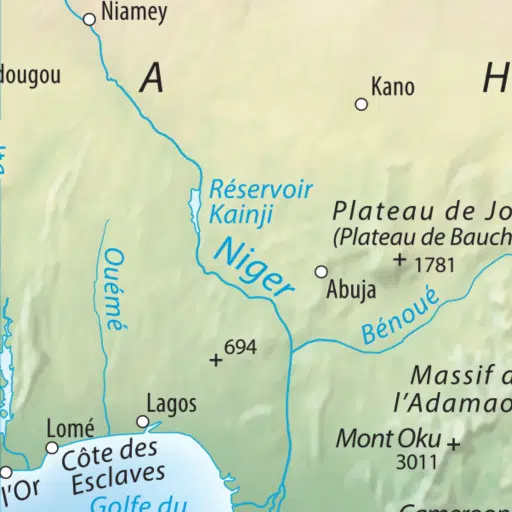 Niamey
dougou
A
H
Kano
Réservoir
Kainji
Plateau de Jo
(Plateau de Bauch
1781
Niger
Abuja
Ouémé
Bénoué
694
Massif d
l'Adamao
Lagos
Lomé
Mont Oku
3011
Côte des
Esclaves
l'Or
Golfe du
Cameroon